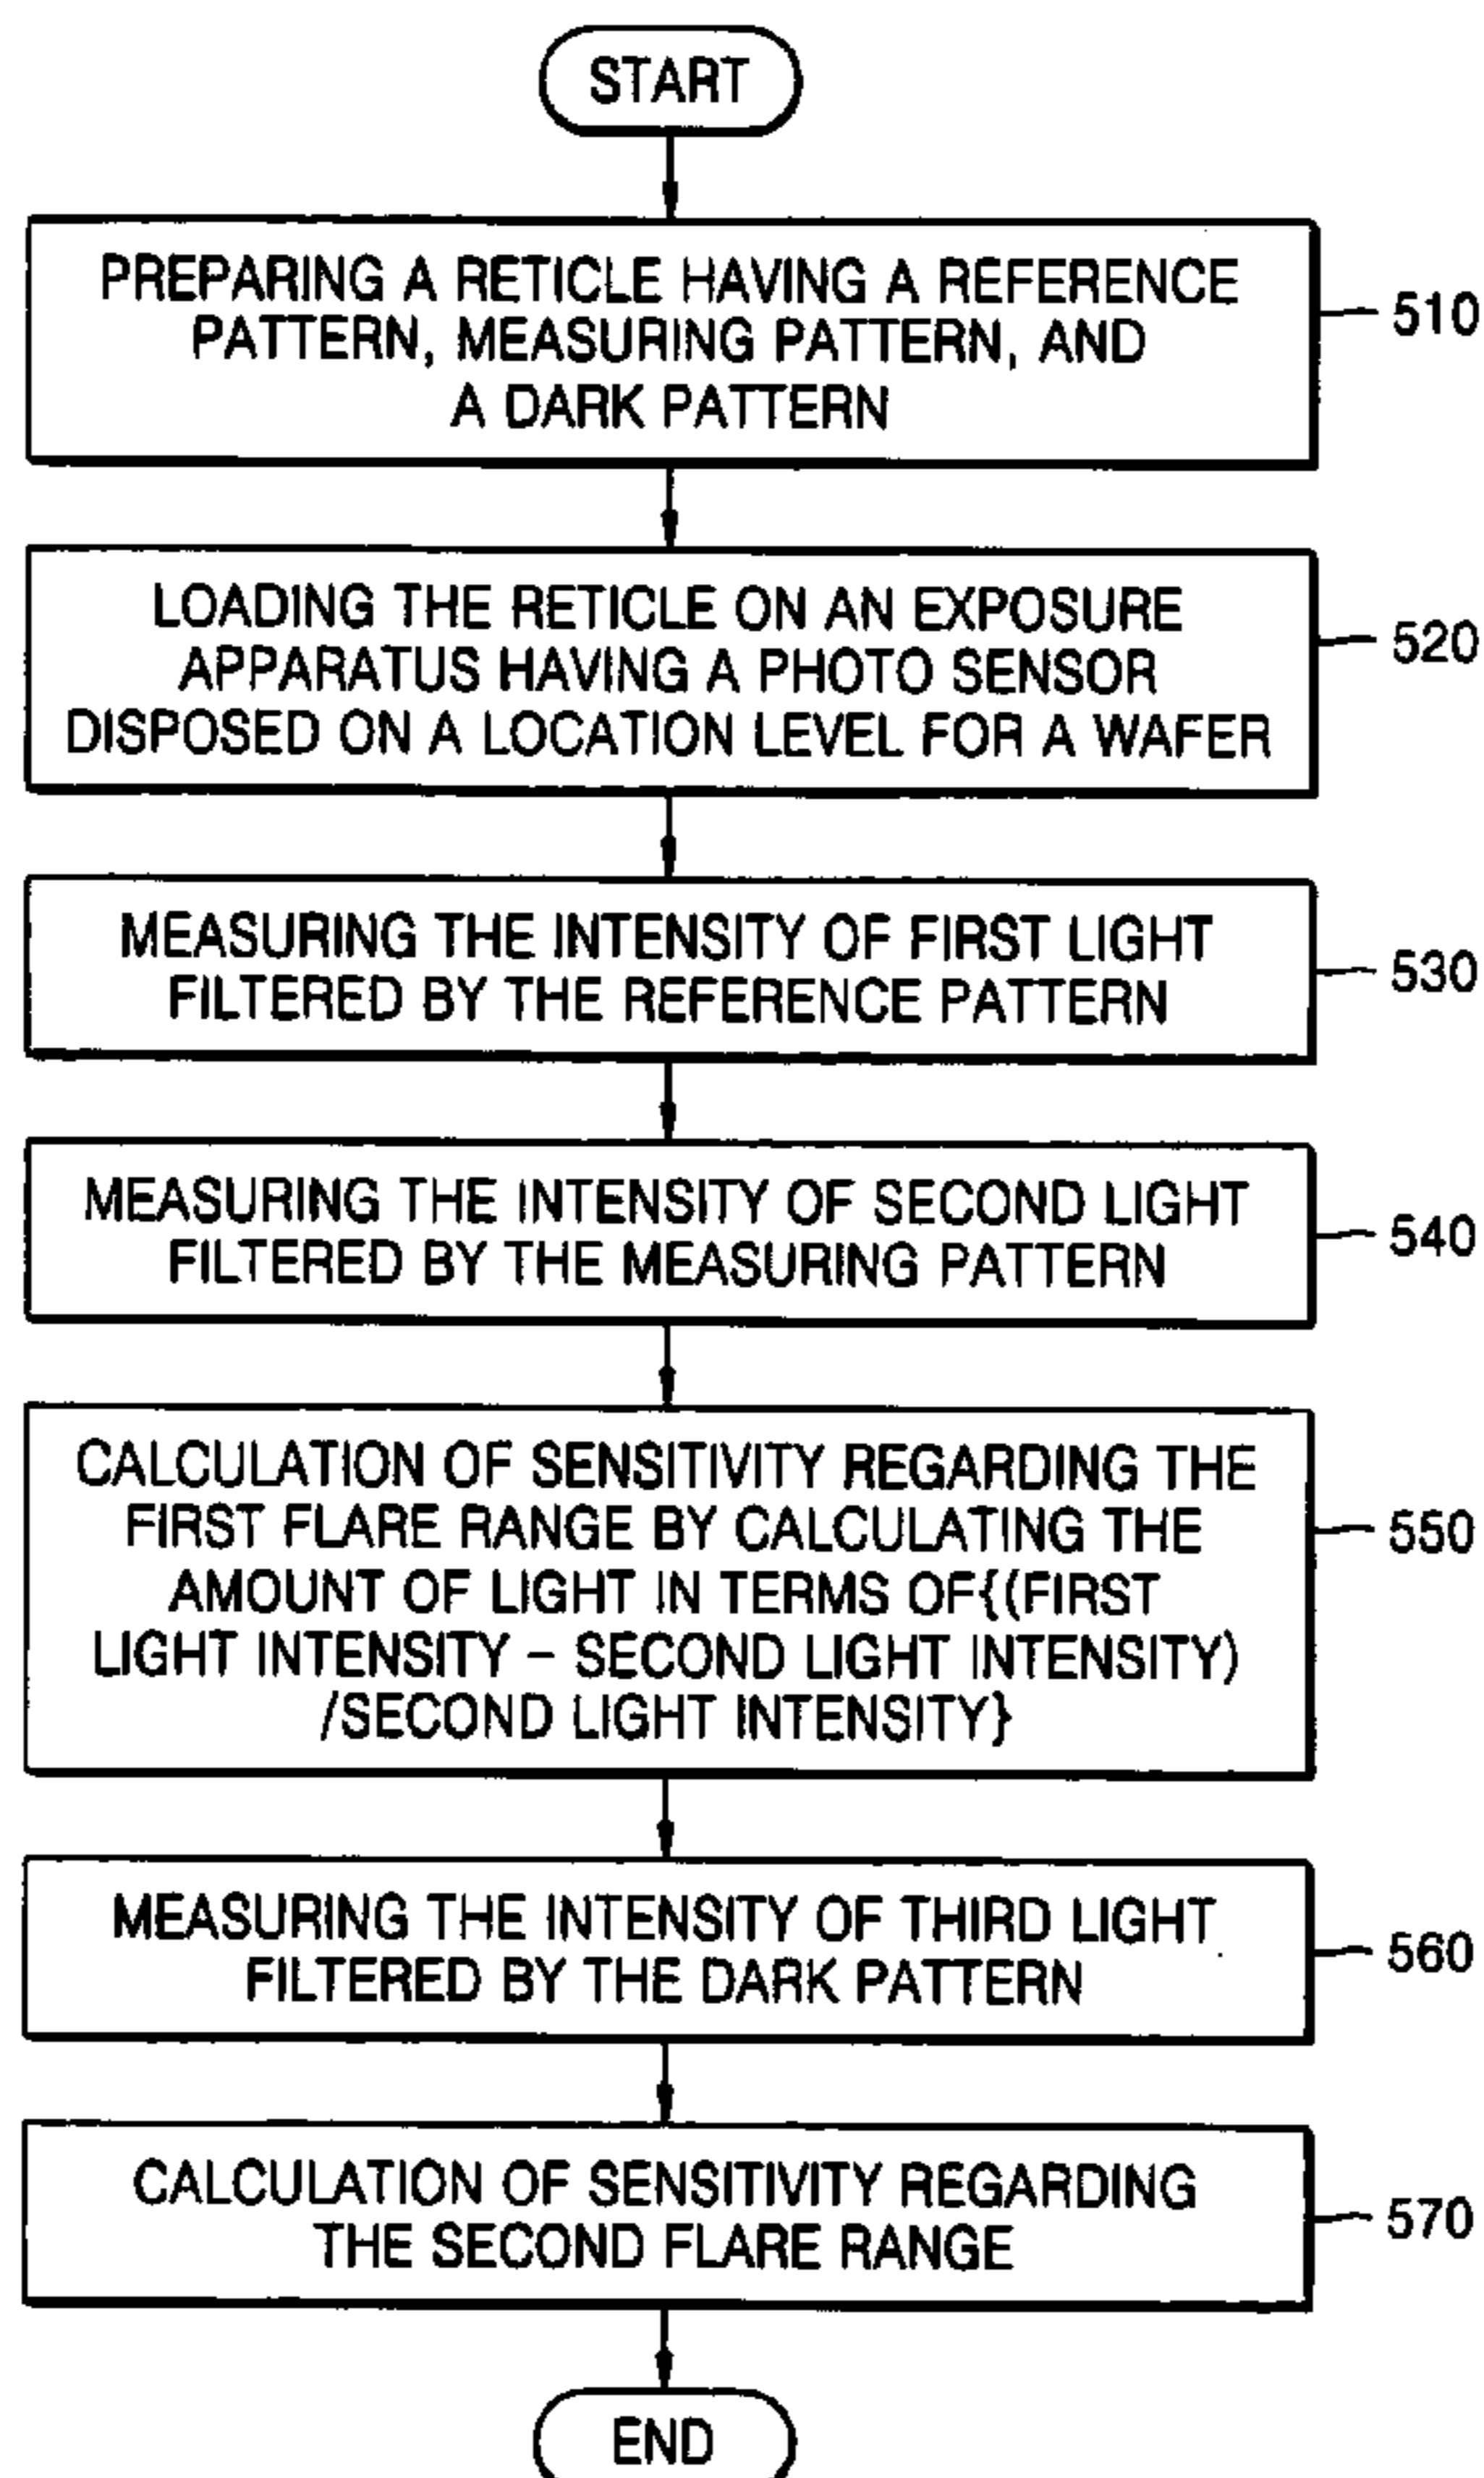 START
PREPARING A RETICLE HAVING A REFERENCE
PATTERN, MEASURING PATTERN, AND
A DARK PATTERN
510
LOADING THE RETICLE ON AN EXPOSURE
APPARATUS HAVING A PHOTO SENSOR
DISPOSED ON A LOCATION LEVEL FOR A WAFER
520
MEASURING THE INTENSITY OF FIRST LIGHT
FILTERED BY THE REFERENCE PATTERN
530
MEASURING THE INTENSITY OF SECOND LIGHT
FILTERED BY THE MEASURING PATTERN
540
CALCULATION OF SENSITIVITY REGARDING THE
FIRST FLARE RANGE BY CALCULATING THE
AMOUNT OF LIGHT IN TERMS OF{(FIRST
LIGHT INTENSITY – SECOND LIGHT INTENSITY)
/SECOND LIGHT INTENSITY}
550
MEASURING THE INTENSITY OF THIRD LIGHT
FILTERED BY THE DARK PATTERN
560
CALCULATION OF SENSITIVITY REGARDING
THE SECOND FLARE RANGE
570
END